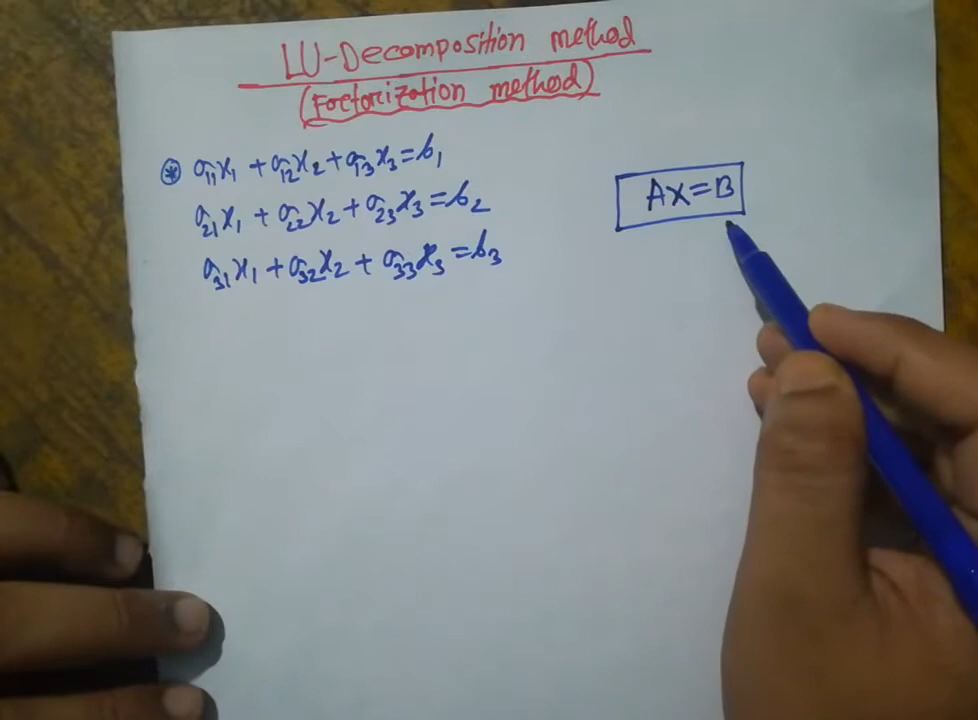 LU-Decomposition method
(Factorization method)
* a₁₁x₁ + a₁₂x₂ + a₁₃x₃ = b₁
a₂₁x₁ + a₂₂x₂ + a₂₃x₃ = b₂
a₃₁x₁ + a₃₂x₂ + a₃₃x₃ = b₃
AX = B